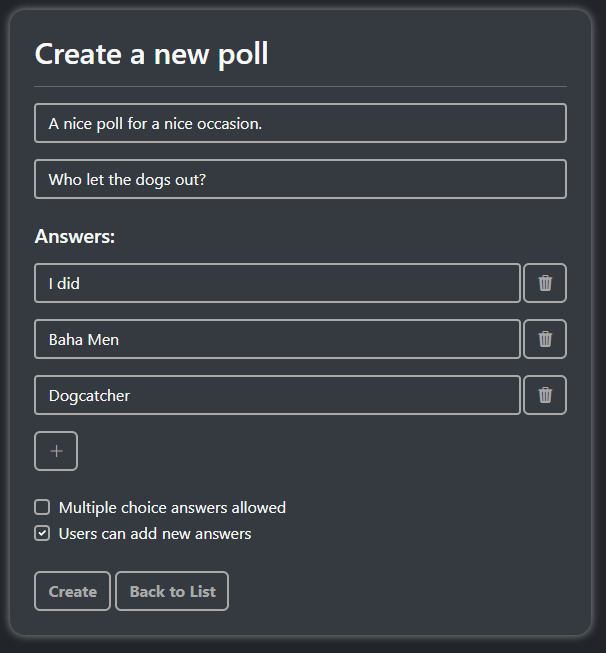 Create a new poll
A nice poll for a nice occasion.
Who let the dogs out?
Answers:
I did
Baha Men
Dogcatcher
+
Multiple choice answers allowed
Users can add new answers
Create Back to List